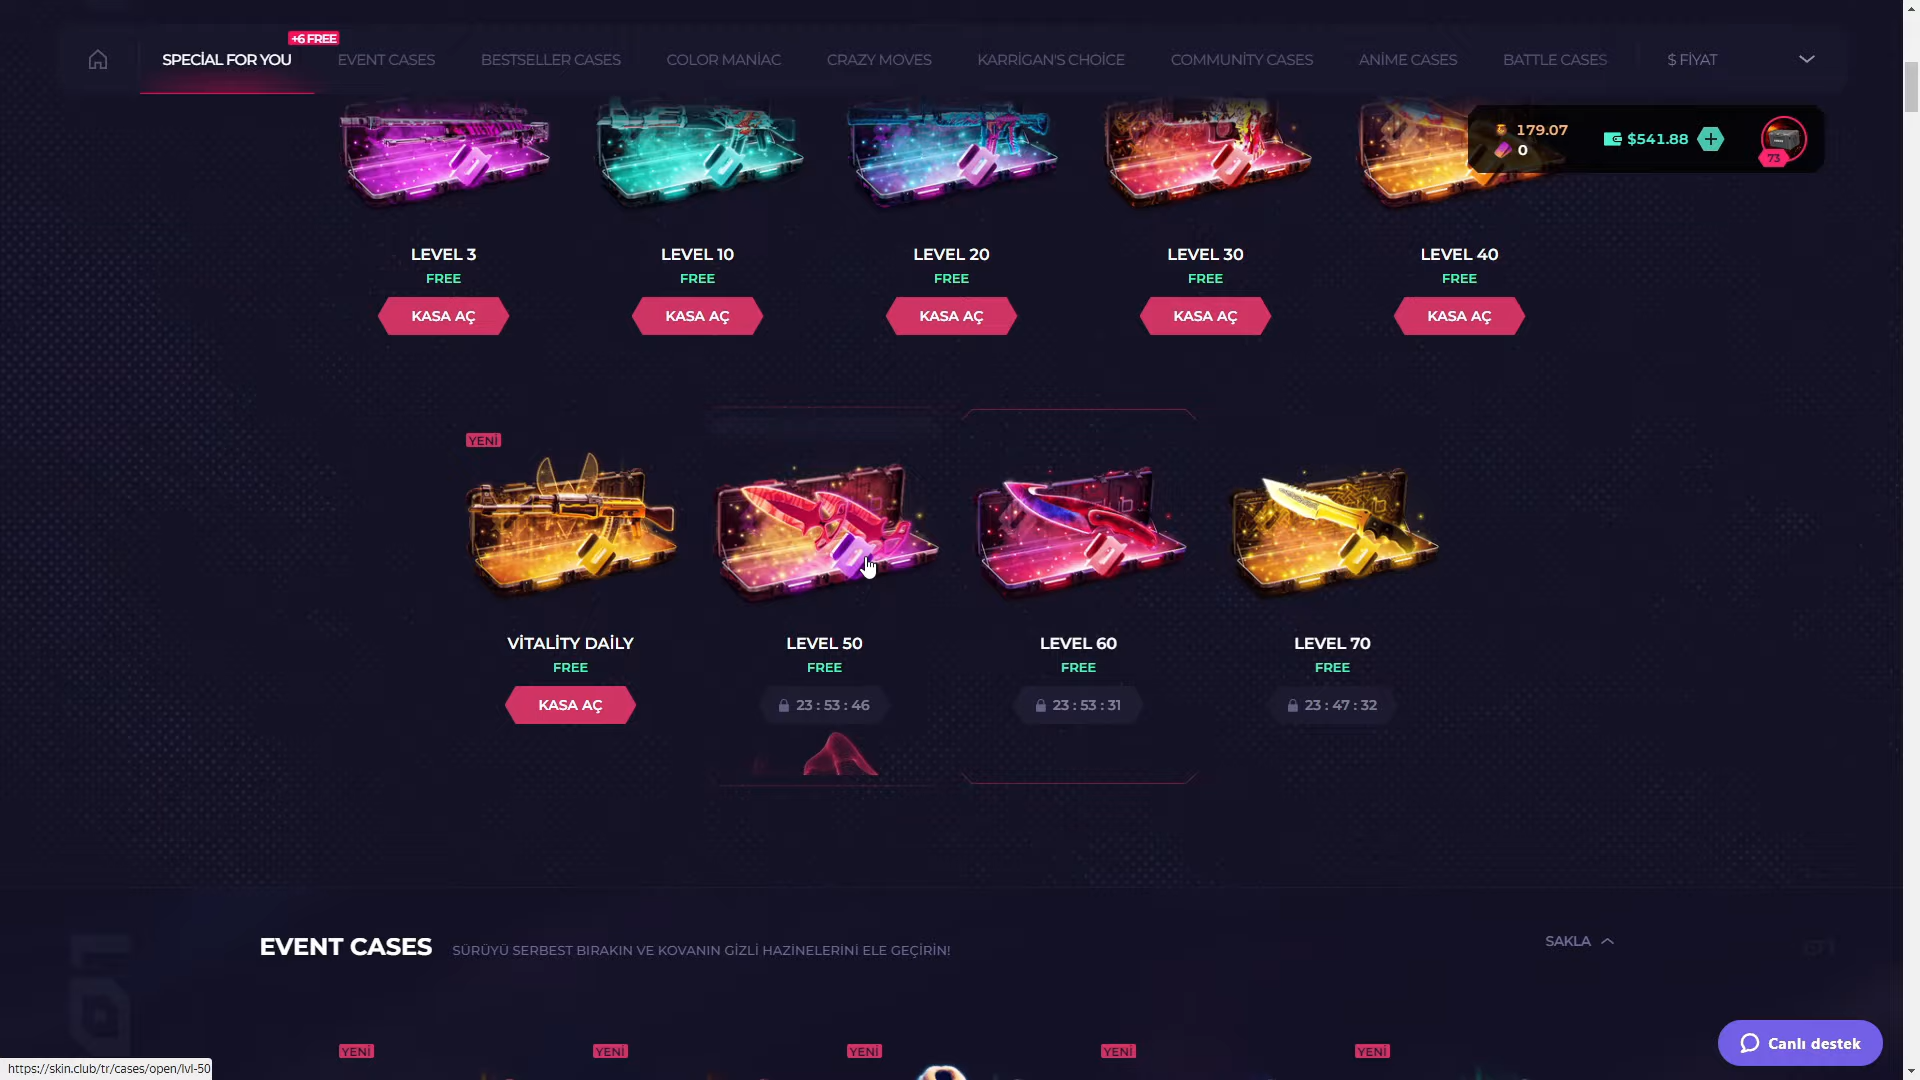 +6 FREE
SPECİAL FOR YOU
EVENT CASES
BESTSELLER CASES
COLOR MANİAC
CRAZY MOVES
KARRİGAN'S CHOİCE
COMMUNİTY CASES
ANİME CASES
BATTLE CASES
$ FİYAT
179.07
0
$541.88
73
LEVEL 3
FREE
KASA AÇ
LEVEL 10
FREE
KASA AÇ
LEVEL 20
FREE
KASA AÇ
LEVEL 30
FREE
KASA AÇ
LEVEL 40
FREE
KASA AÇ
YENİ
VİTALİTY DAİLY
FREE
KASA AÇ
LEVEL 50
FREE
23 : 53 : 46
LEVEL 60
FREE
23 : 53 : 31
LEVEL 70
FREE
23 : 47 : 32
EVENT CASES
SÜRÜYÜ SERBEST BIRAKIN VE KOVANIN GİZLİ HAZİNELERİNİ ELE GEÇİRİN!
SAKLA
YENİ
YENİ
YENİ
YENİ
YENİ
Canlı destek
https://skin.club/tr/cases/open/lvl-50